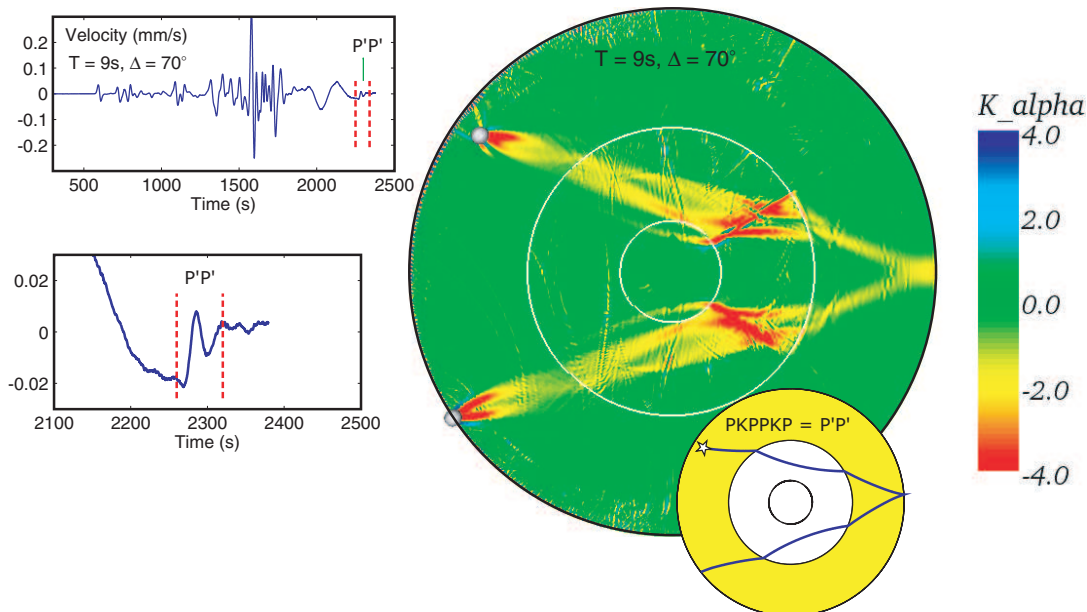 Velocity (mm/s)
T = 9s, Δ = 70°
P'P'
0.2
0.1
0
-0.1
-0.2
500
1000
1500
2000
2500
Time (s)
P'P'
0.02
0
-0.02
2100
2200
2300
2400
2500
Time (s)
T = 9s, Δ = 70°
PKPPKP = P'P'
K_alpha
4.0
2.0
0.0
-2.0
-4.0